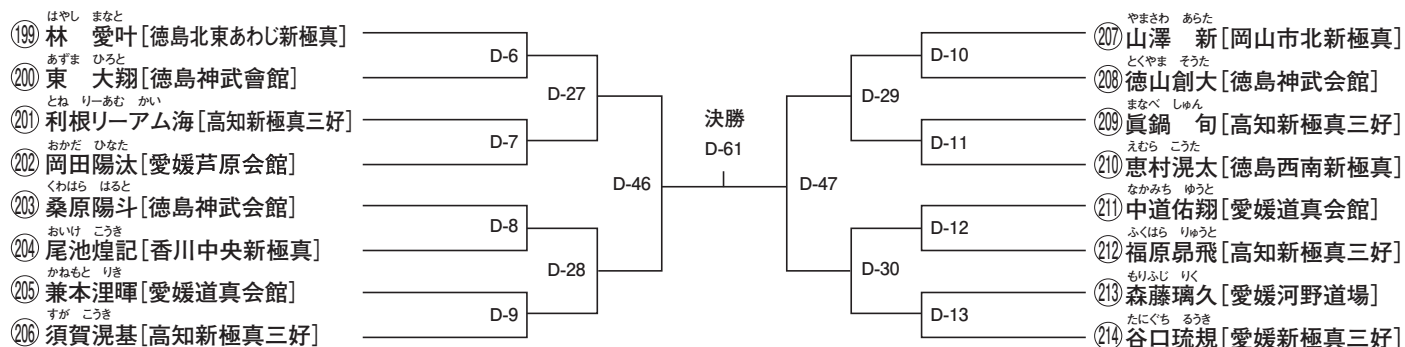 はやし まなと
199 林 愛叶[徳島北東あわじ新極真]
あずま ひろと
200 東 大翔[徳島神武會館]
とね りーあむ かい
201 利根リーアム海[高知新極真三好]
おかだ ひなた
202 岡田陽汰[愛媛芦原会館]
くわはら はると
203 桑原陽斗[徳島神武会館]
おいけ こうき
204 尾池煌記[香川中央新極真]
かねもと りき
205 兼本浬暉[愛媛道真会館]
すが こうき
206 須賀滉基[高知新極真三好]
D-6
D-7
D-8
D-9
D-27
D-28
D-46
決勝
D-61
D-47
D-29
D-30
D-10
D-11
D-12
D-13
やまさわ あらた
207 山澤 新[岡山市北新極真]
とくやま そうた
208 徳山創大[徳島神武会館]
まなべ しゅん
209 眞鍋 旬[高知新極真三好]
えむら こうた
210 恵村滉太[徳島西南新極真]
なかみち ゆうと
211 中道佑翔[愛媛道真会館]
ふくはら りゅうと
212 福原昴飛[高知新極真三好]
もりふじ りく
213 森藤璃久[愛媛河野道場]
たにぐち るうき
214 谷口琉規[愛媛新極真三好]